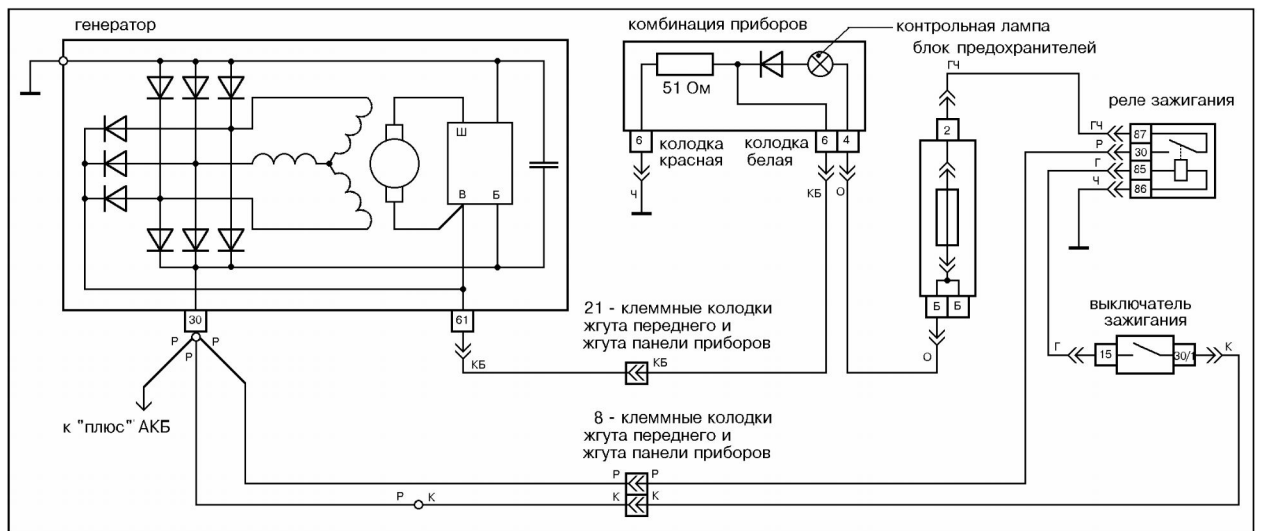 генератор
комбинация приборов
контрольная лампа
блок предохранителей
ГЧ
реле зажигания
51 Ом
Ш
В
Б
6
колодка
красная
колодка
белая
6
4
2
ГЧ
87
Р
30
Г
85
Ч
86
Ч
КБ
О
Б
Б
О
30
61
Р
Р
Р
КБ
21 - клеммные колодки
жгута переднего и
жгута панели приборов
КБ
выключатель
зажигания
Г
15
30/1
К
к "плюс" АКБ
8 - клеммные колодки
жгута переднего и
жгута панели приборов
Р
Р
Р
К
К
К